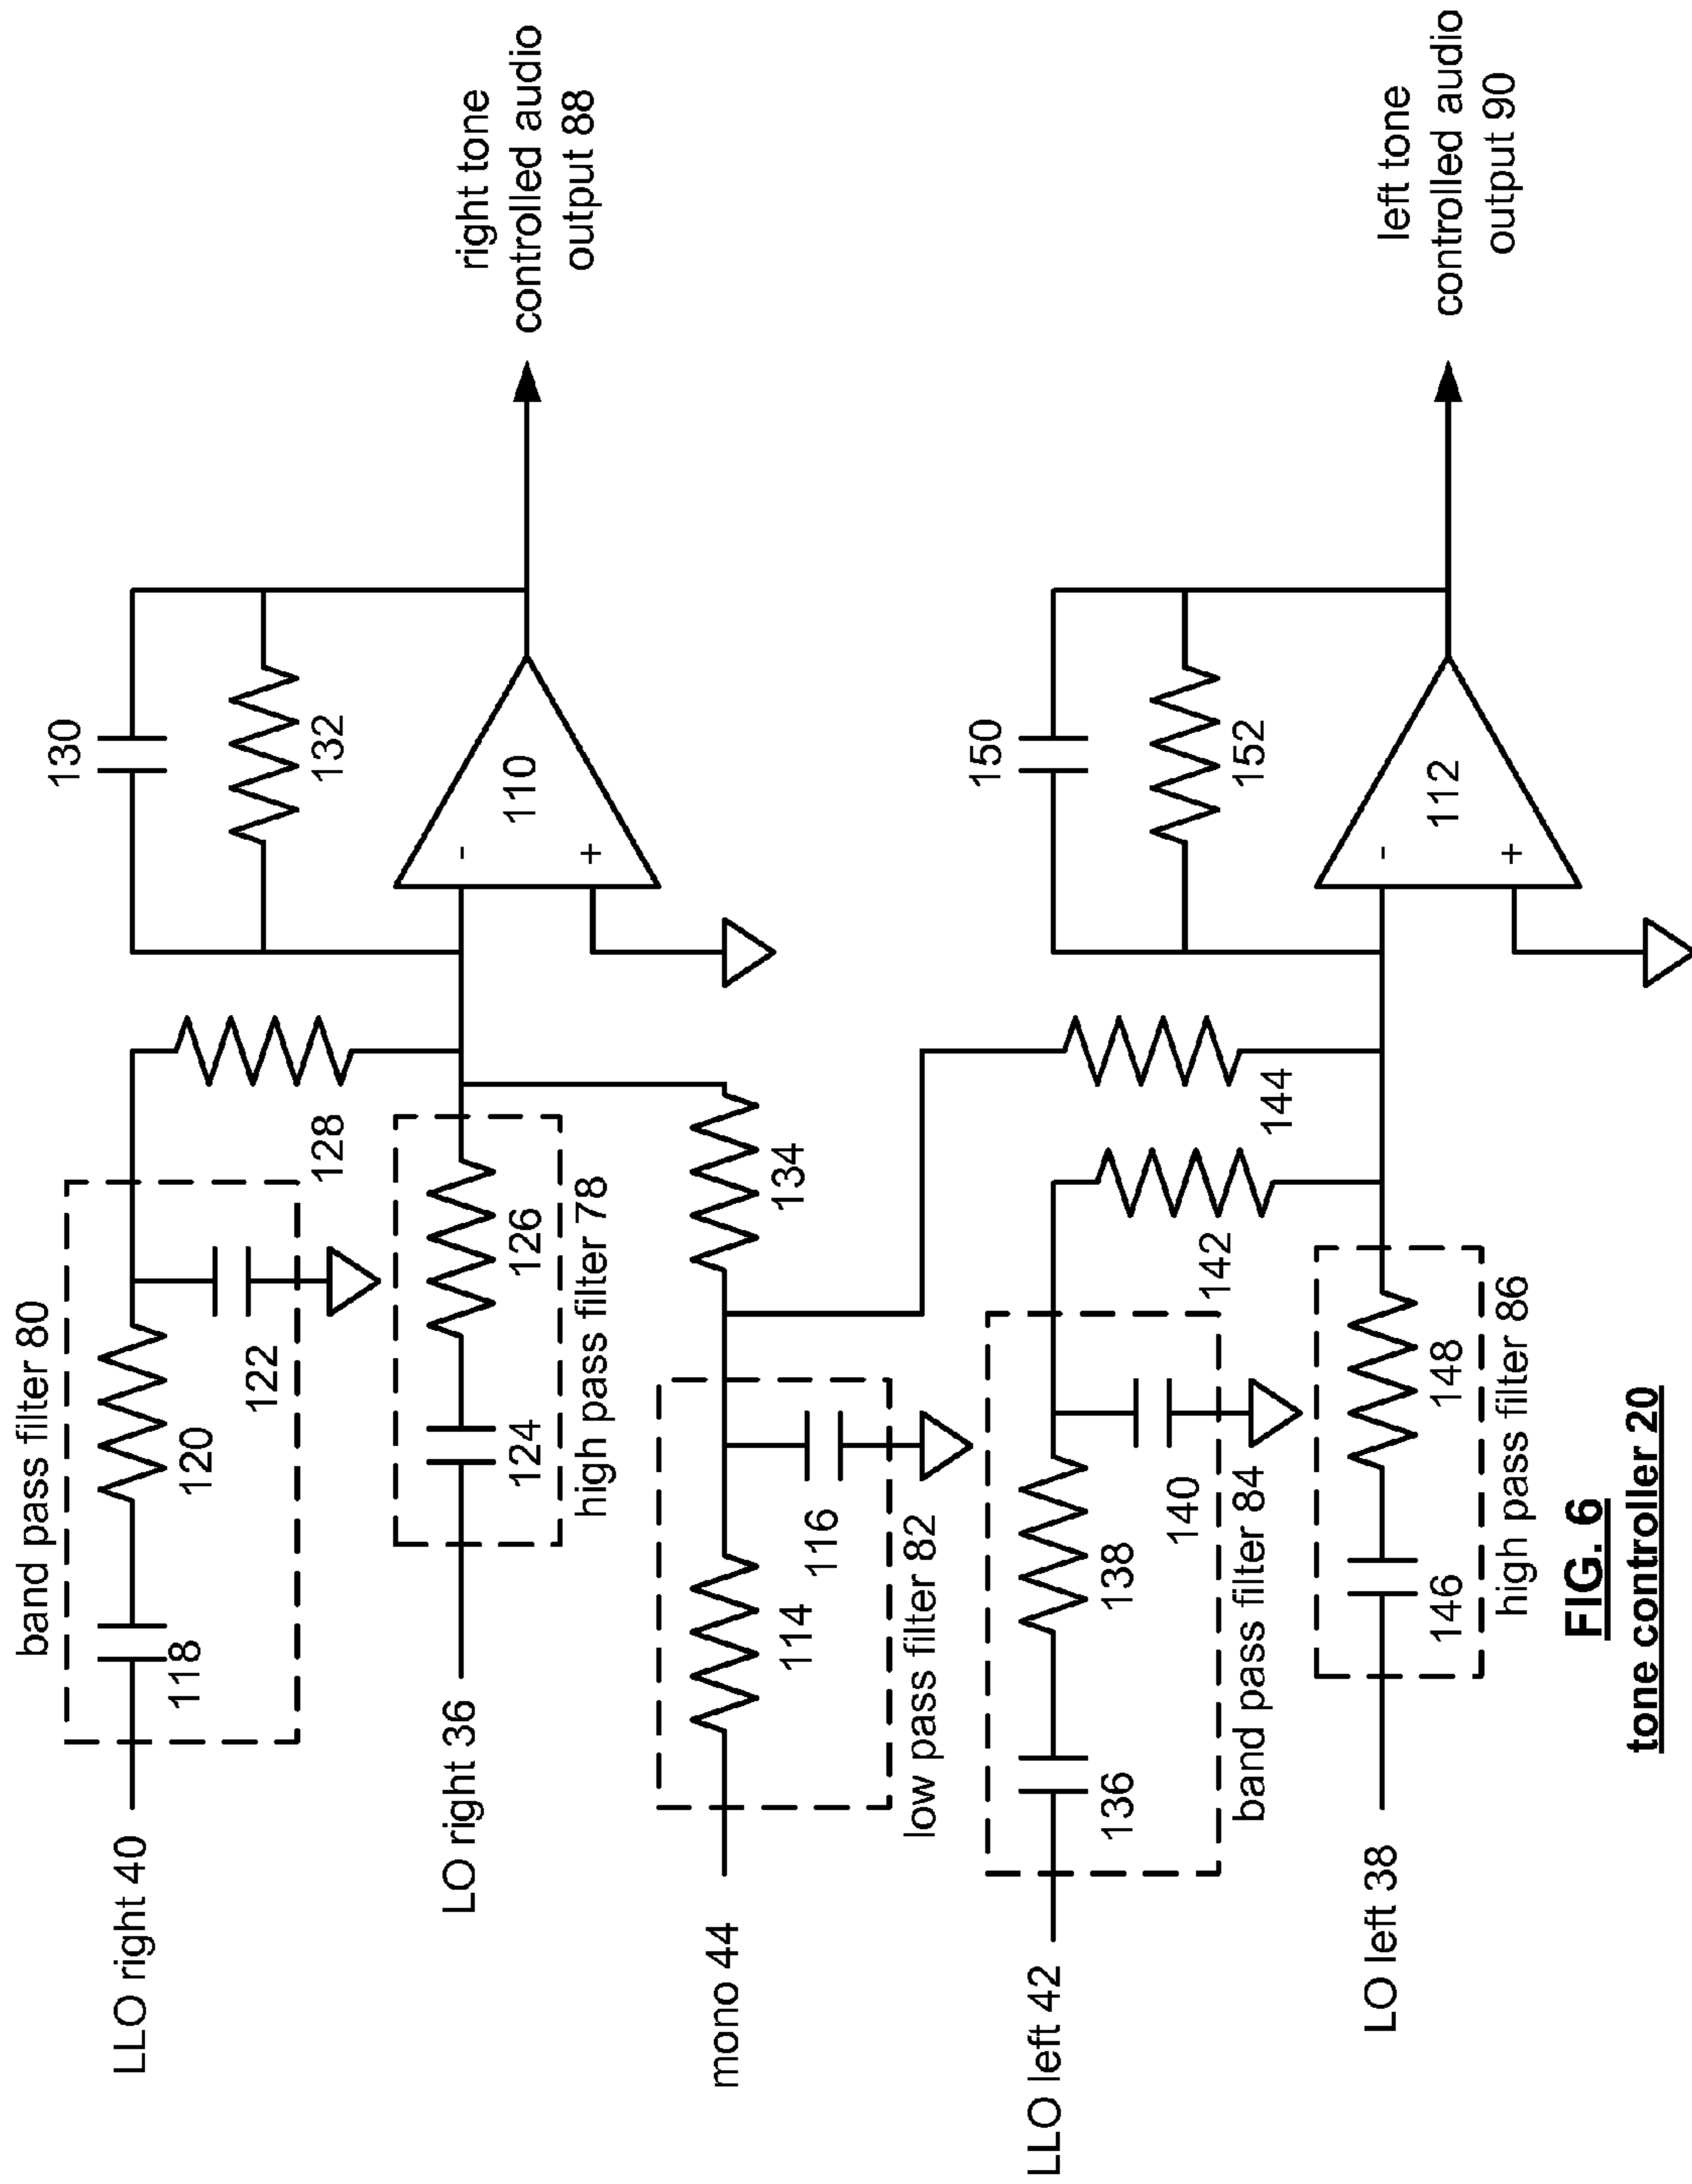 band pass filter 80
LLO right 40
118
120
122
128
130
132
LO right 36
124
126
high pass filter 78
-
+
110
right tone
controlled audio
output 88
mono 44
114
116
low pass filter 82
134
LLO left 42
136
138
140
band pass filter 84
142
144
150
152
LO left 38
146
148
high pass filter 86
-
+
112
left tone
controlled audio
output 90
FIG. 6
tone controller 20